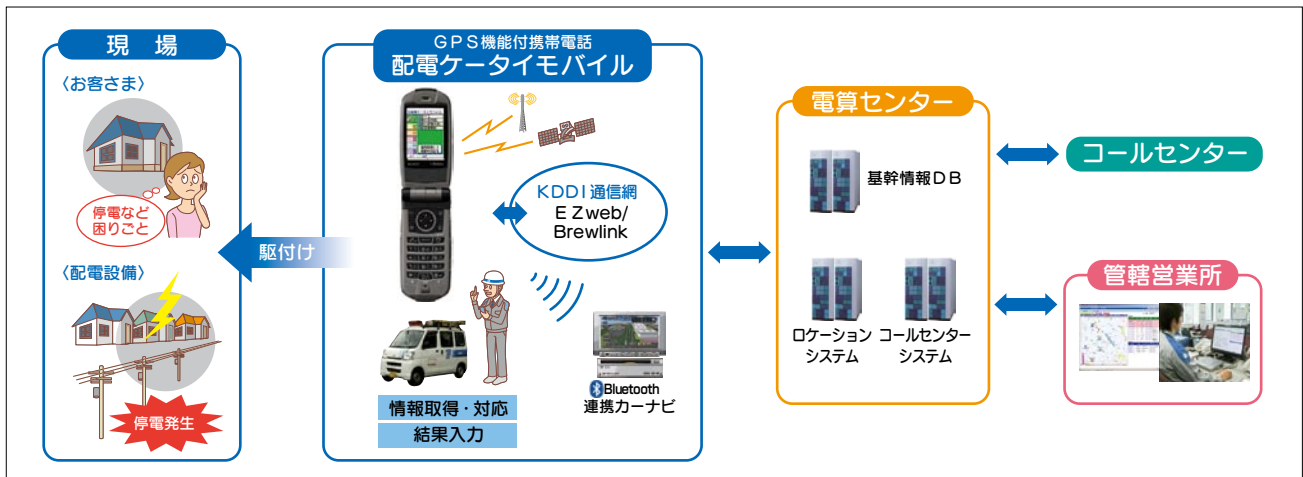 現 場
〈お客さま〉
停電など
困りごと
〈配電設備〉
停電発生
駆付け
GPS機能付携帯電話
配電ケータイモバイル
KDDI通信網
EZweb/
Brewlink
Bluetooth
連携カーナビ
情報取得・対応
結果入力
電算センター
基幹情報DB
ロケーション
システム
コールセンター
システム
コールセンター
管轄営業所